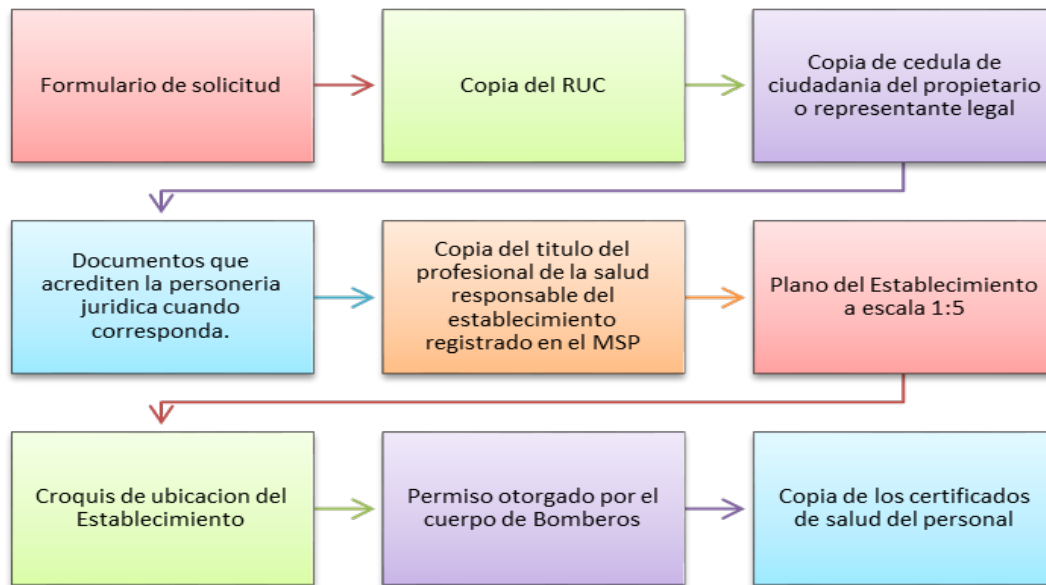 Formulario de solicitud
Copia del RUC
Copia de cedula de
ciudadania del propietario
o representante legal
Documentos que
acrediten la personeria
juridica cuando
corresponda.
Copia del titulo del
profesional de la salud
responsable del
establecimiento
registrado en el MSP
Plano del Establecimiento
a escala 1:5
Croquis de ubicacion del
Establecimiento
Permiso otorgado por el
cuerpo de Bomberos
Copia de los certificados
de salud del personal